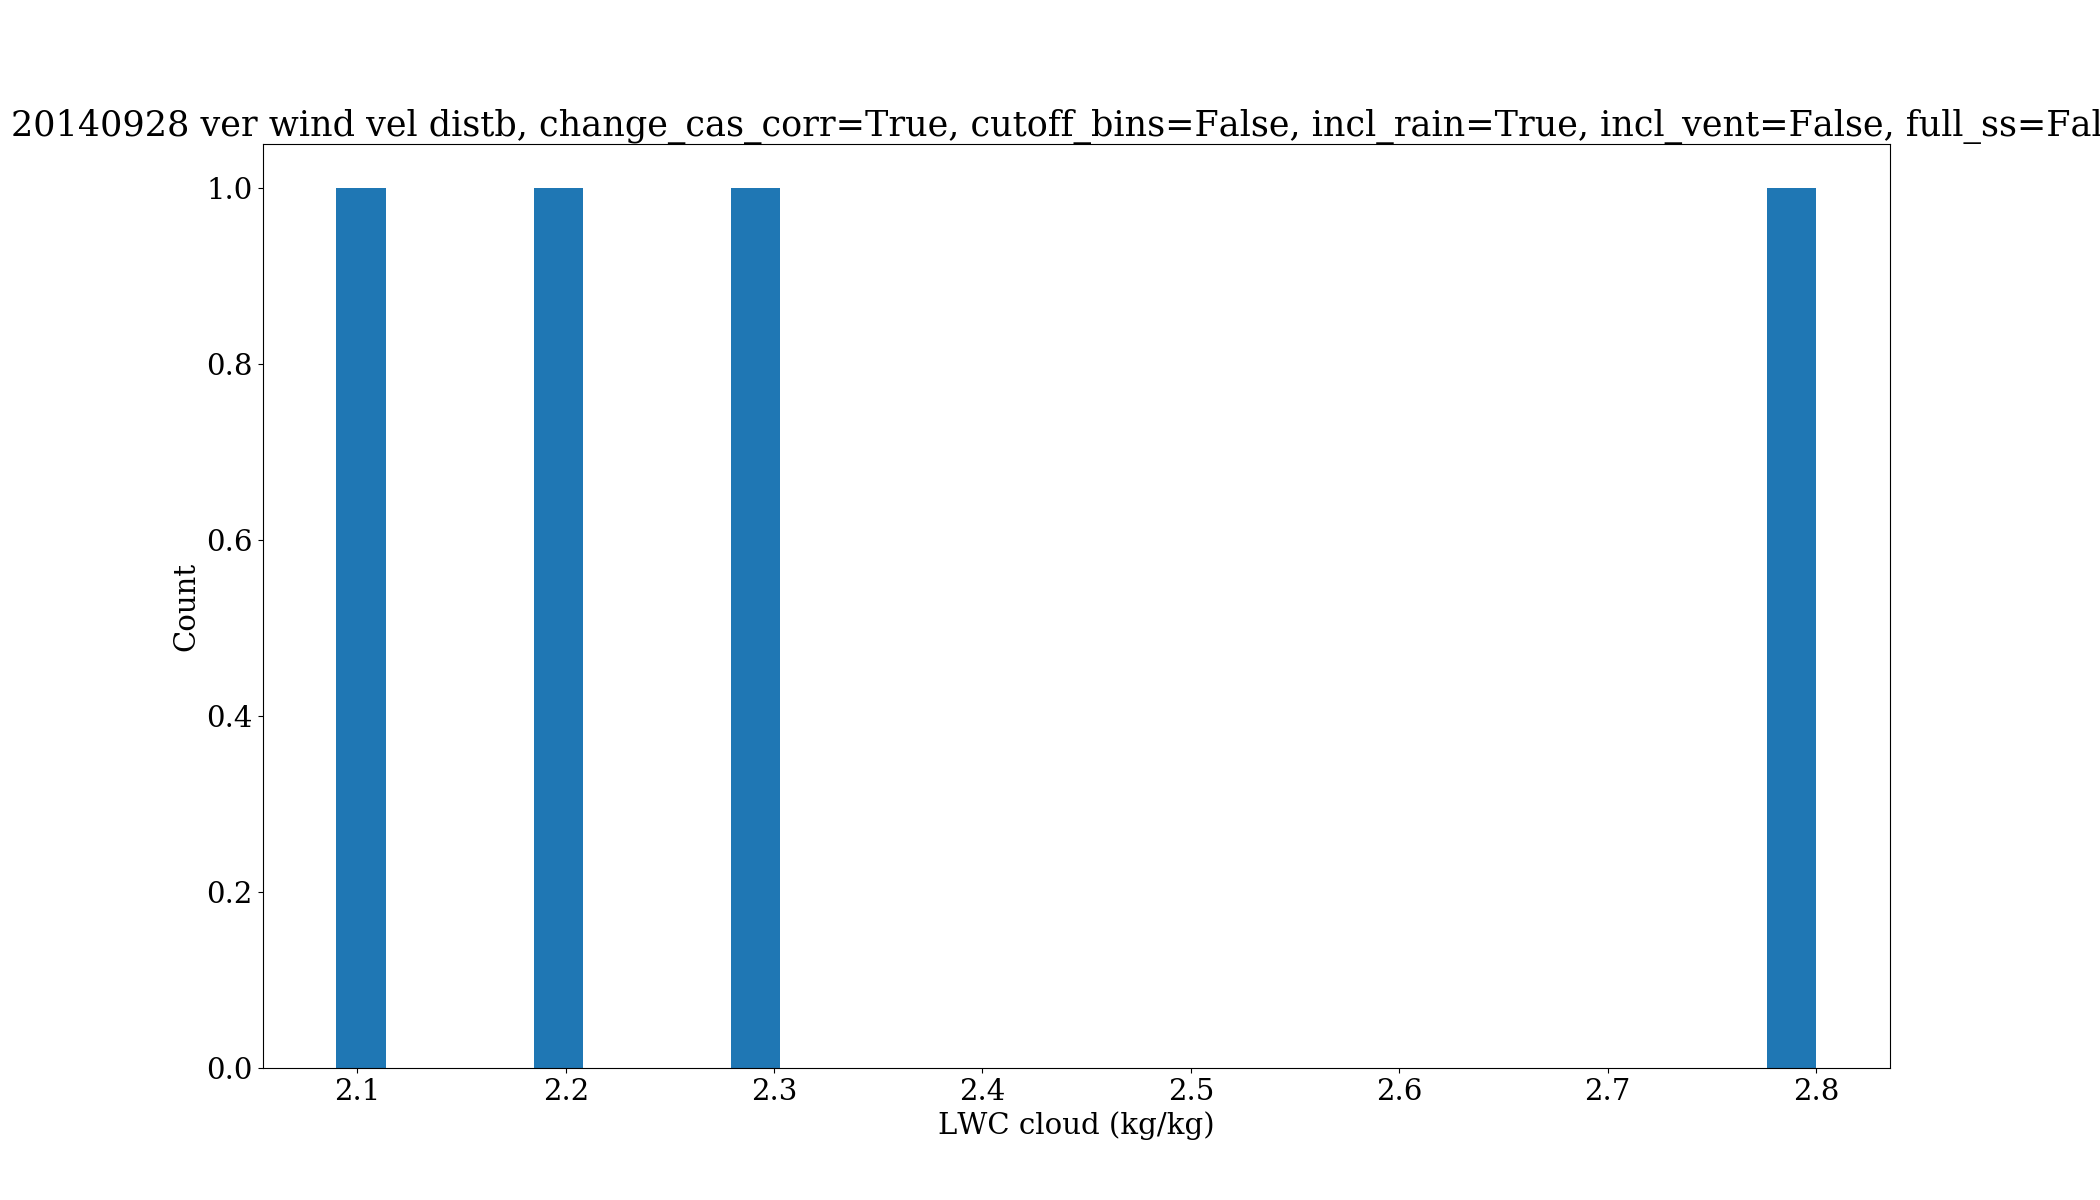 20140928 ver wind vel distb, change_cas_corr=True, cutoff_bins=False, incl_rain=True, incl_vent=False, full_ss=Fal
1.0
0.8
0.6
0.4
0.2
0.0
Count
2.1 2.2 2.3 2.4 2.5 2.6 2.7 2.8
LWC cloud (kg/kg)